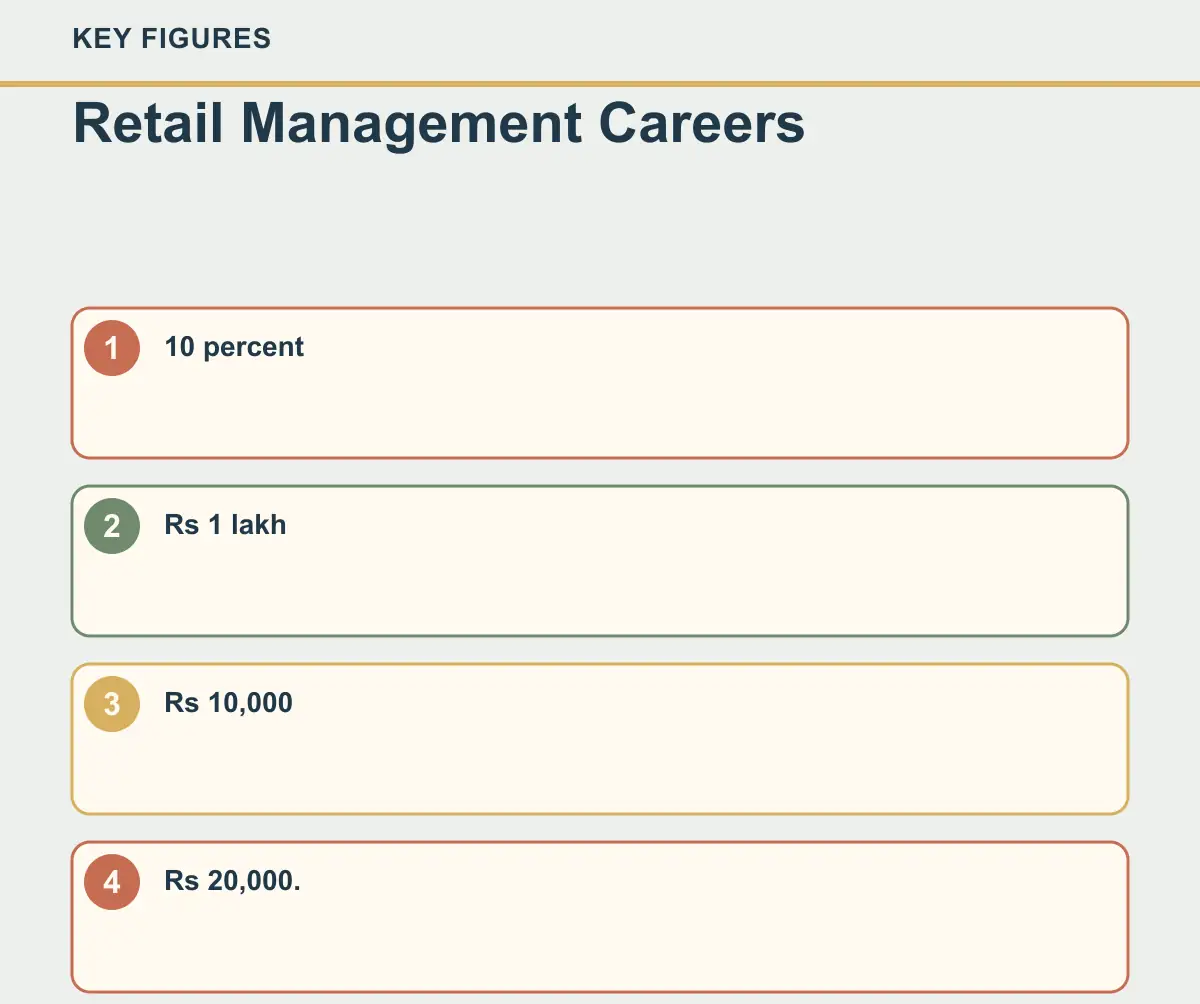 KEY FIGURES
Retail Management Careers
1 10 percent
2 Rs 1 lakh
3 Rs 10,000
4 Rs 20,000.